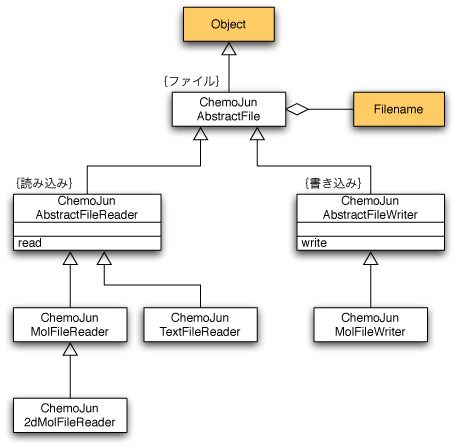 Object
{ファイル}
ChemoJun
AbstractFile
Filename
{読み込み}
ChemoJun
AbstractFileReader
read
{書き込み}
ChemoJun
AbstractFileWriter
write
ChemoJun
MolFileReader
ChemoJun
TextFileReader
ChemoJun
MolFileWriter
ChemoJun
2dMolFileReader